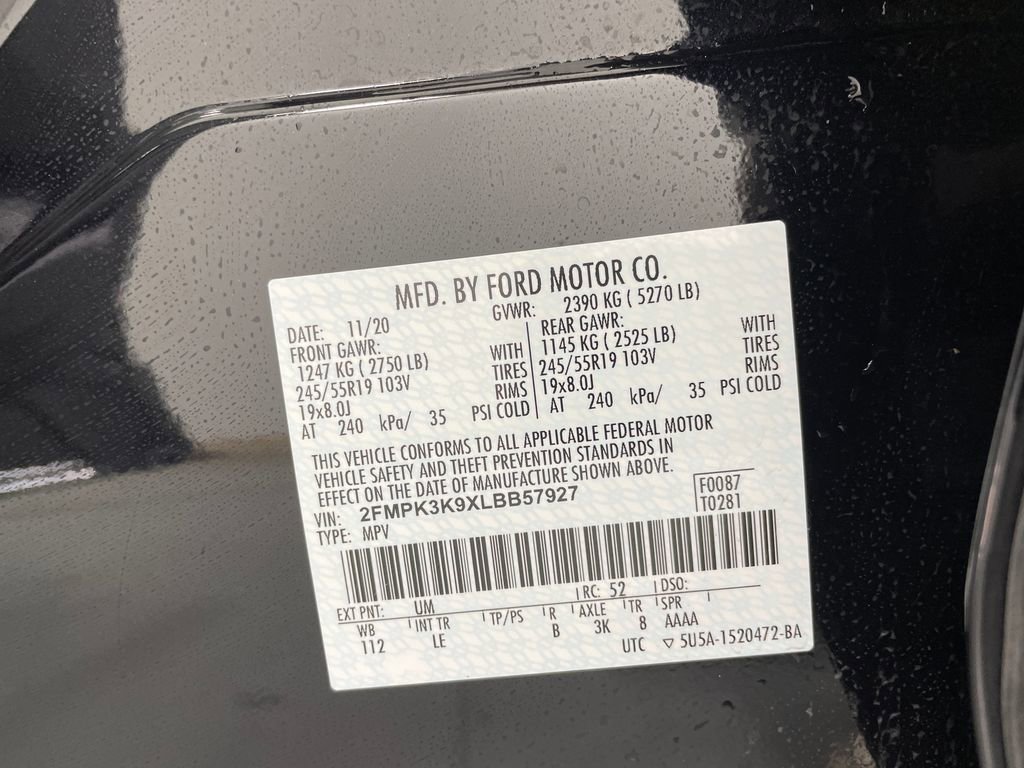 MFD. BY FORD MOTOR CO.
DATE: 11/20 GVWR: 2390 KG ( 5270 LB)
FRONT GAWR: REAR GAWR:
1247 KG ( 2750 LB) WITH 1145 KG ( 2525 LB) WITH
245/55R19 103V TIRES 245/55R19 103V TIRES
19x8.0J RIMS 19x8.0J RIMS
AT 240 kPa/ 35 PSI COLD AT 240 kPa/ 35 PSI COLD
THIS VEHICLE CONFORMS TO ALL APPLICABLE FEDERAL MOTOR
VEHICLE SAFETY AND THEFT PREVENTION STANDARDS IN
EFFECT ON THE DATE OF MANUFACTURE SHOWN ABOVE.
VIN: 2FMPK3K9XLBB57927 F0087
TYPE: MPV T0281
EXT PNT: UM RC: 52 DSO:
WB INT TR TP/PS R AXLE TR SPR
112 LE B 3K 8 AAAA
UTC ▽ 5U5A-1520472-BA